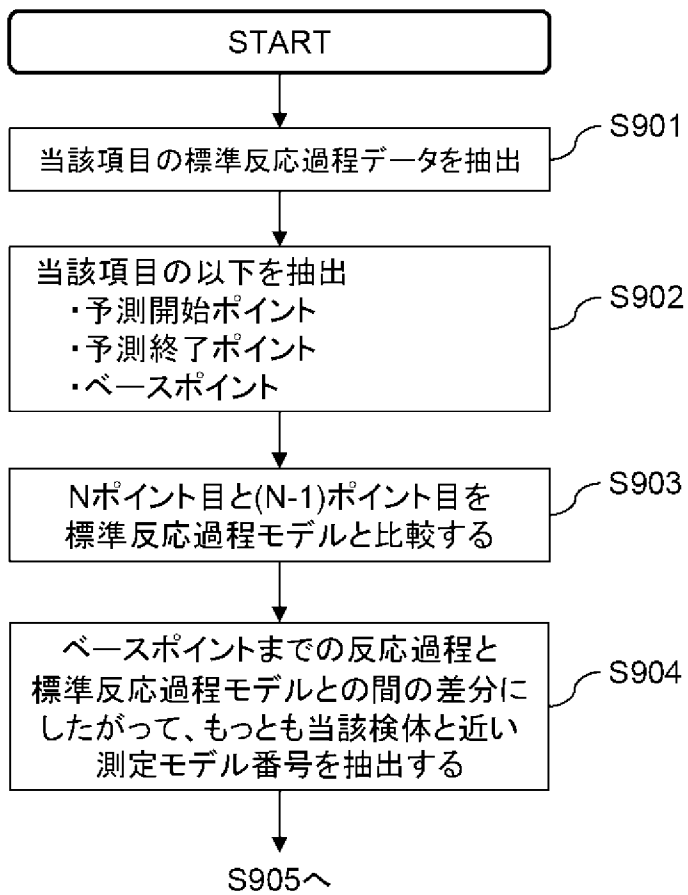 START
当該項目の標準反応過程データを抽出
S901
当該項目の以下を抽出
・予測開始ポイント
・予測終了ポイント
・ベースポイント
S902
Nポイント目と(N-1)ポイント目を
標準反応過程モデルと比較する
S903
ベースポイントまでの反応過程と
標準反応過程モデルとの間の差分に
したがって、もっとも当該検体と近い
測定モデル番号を抽出する
S904
S905へ